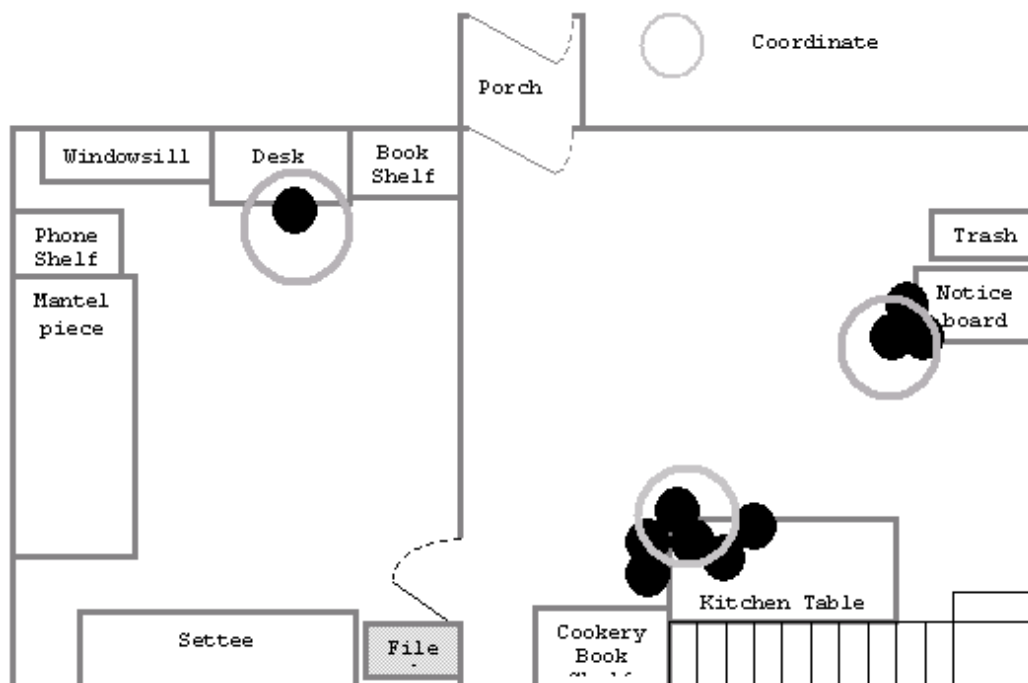 Coordinate
Porch
Windowsill
Desk
Book
Shelf
Phone
Shelf
Trash
Mantel
piece
Notice
board
Kitchen Table
Settee
File
Cookery
Book